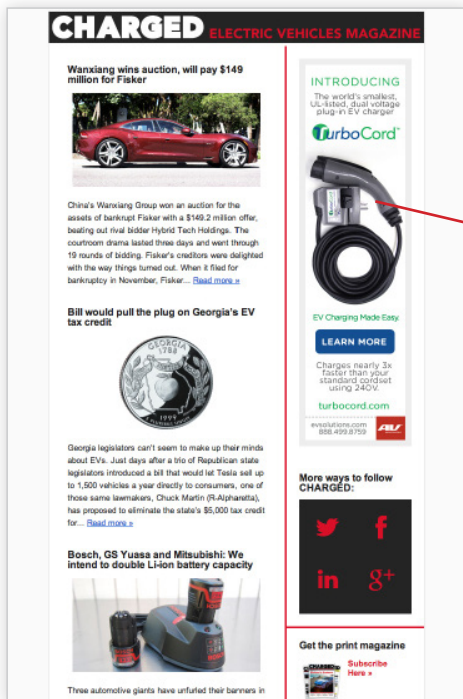 CHARGED ELECTRIC VEHICLES MAGAZINE
Wanxiang wins auction, will pay $149
million for Fisker
China's Wanxiang Group won an auction for the
assets of bankrupt Fisker with a $149.2 million offer,
beating out rival bidder Hybrid Tech Holdings. The
courtroom drama lasted three days and went through
19 rounds of bidding. Fisker's creditors were delighted
with the way things turned out. When it filed for
bankruptcy in November, Fisker... Read more »
Bill would pull the plug on Georgia's EV
tax credit
GEORGIA
1788
1999
Georgia legislators can't seem to make up their minds
about EVs. Just days after a trio of Republican state
legislators introduced a bill that would let Tesla sell up
to 1,500 vehicles a year directly to consumers, one of
those same lawmakers, Chuck Martin (R-Alpharetta),
has proposed to eliminate the state's $5,000 tax credit
for... Read more »
Bosch, GS Yuasa and Mitsubishi: We
intend to double Li-ion battery capacity
Three automotive giants have unfurled their banners in
INTRODUCING
The world's smallest,
UL-listed, dual voltage
plug-in EV charger
TurboCord™
EV Charging Made Easy.
LEARN MORE
Charges nearly 3x
faster than your
standard cordset
using 240V.
turbocord.com
evsolutions.com
888.499.8759
AV
More ways to follow
CHARGED:
f
in
g+
Get the print magazine
CHARGED
Subscribe
Here »